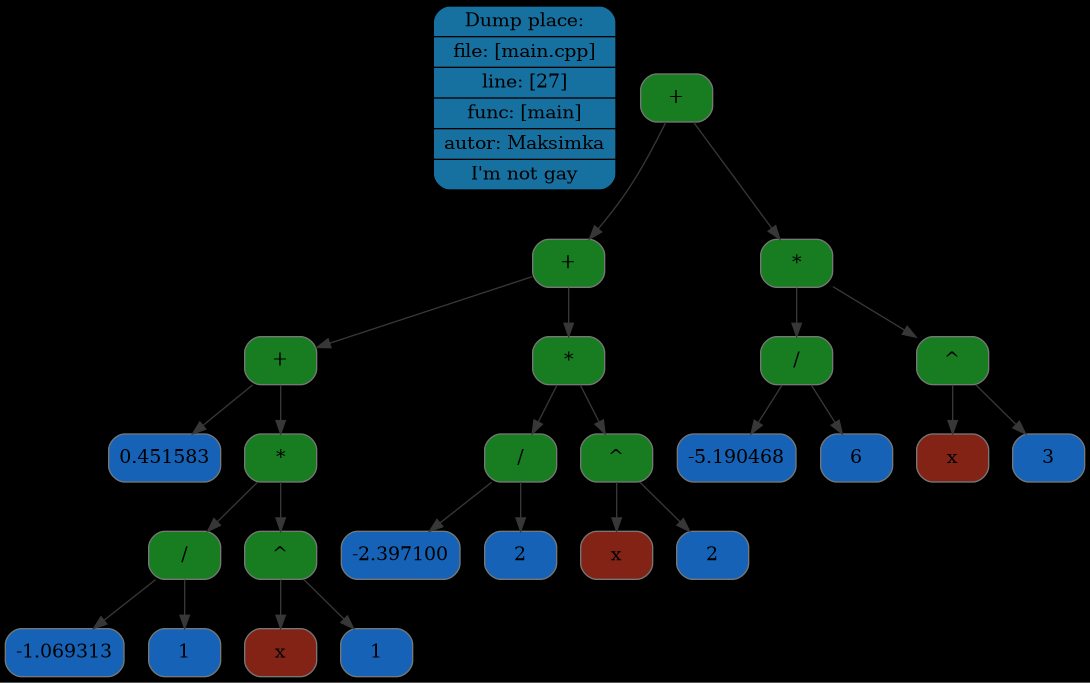 Dump place:
file: [main.cpp]
line: [27]
func: [main]
autor: Maksimka
I'm not gay
+
+
*
+
*
/
^
0.451583
*
/
^
-5.190468
6
x
3
/
^
-2.397100
2
x
2
-1.069313
1
x
1